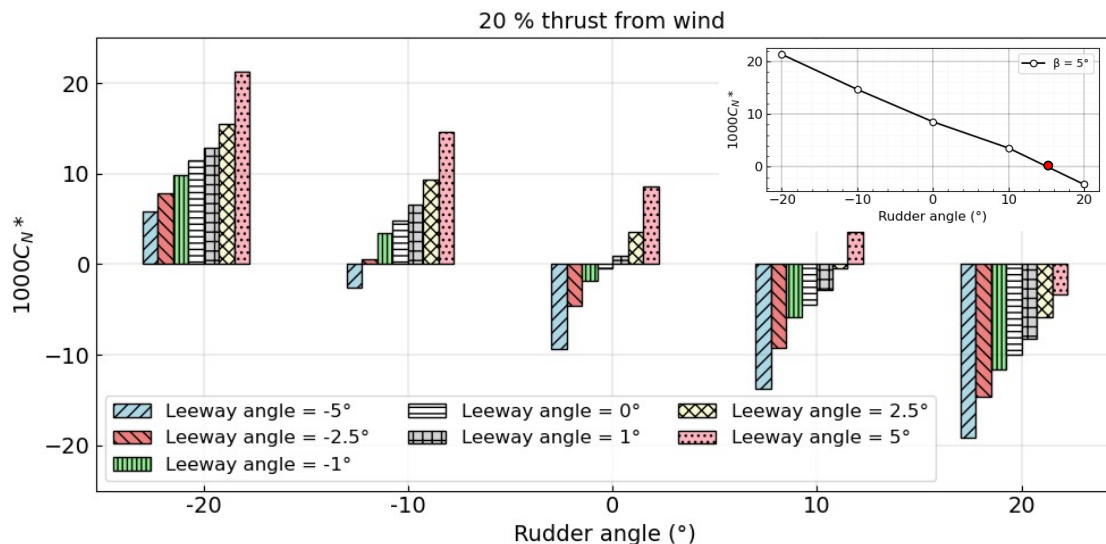 20 % thrust from wind
1000C_N*
20
10
0
−10
−20
-20
-10
0
10
20
Rudder angle (°)
Leeway angle = -5°
Leeway angle = -2.5°
Leeway angle = -1°
Leeway angle = 0°
Leeway angle = 1°
Leeway angle = 2.5°
Leeway angle = 5°
1000C_N*
20
10
0
−20
−10
0
10
20
Rudder angle (°)
β = 5°